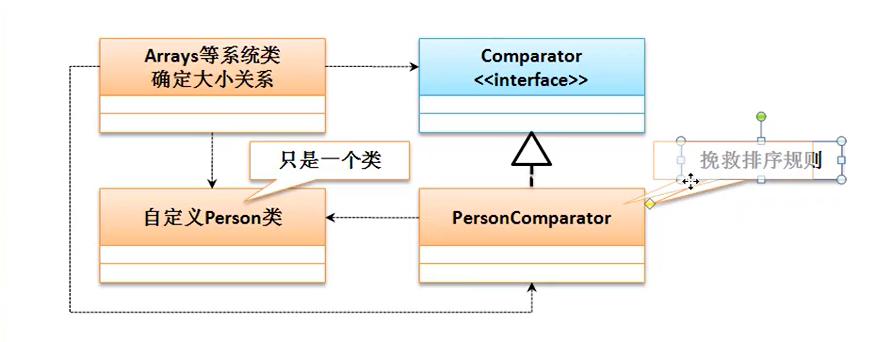 Arrays等系统类
确定大小关系
Comparator
<<interface>>
只是一个类
挽救排序规则
自定义Person类
PersonComparator